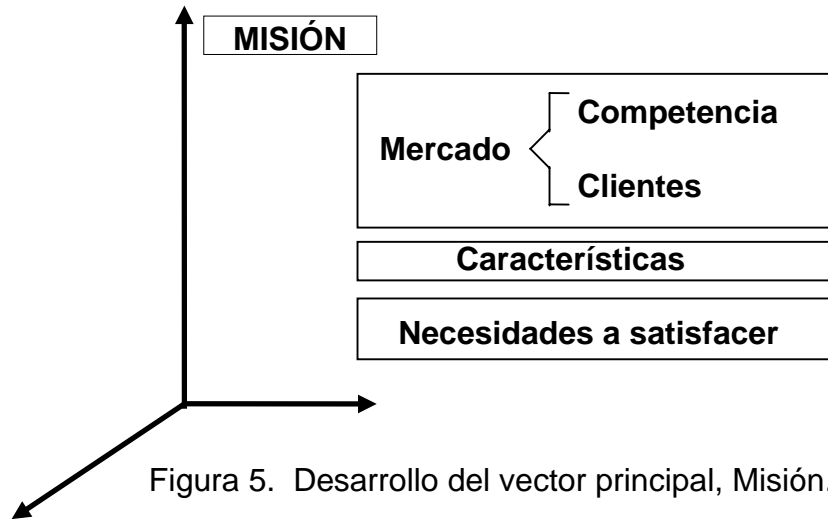 MISIÓN
Competencia
Mercado
Clientes
Características
Necesidades a satisfacer
Figura 5. Desarrollo del vector principal, Misión.